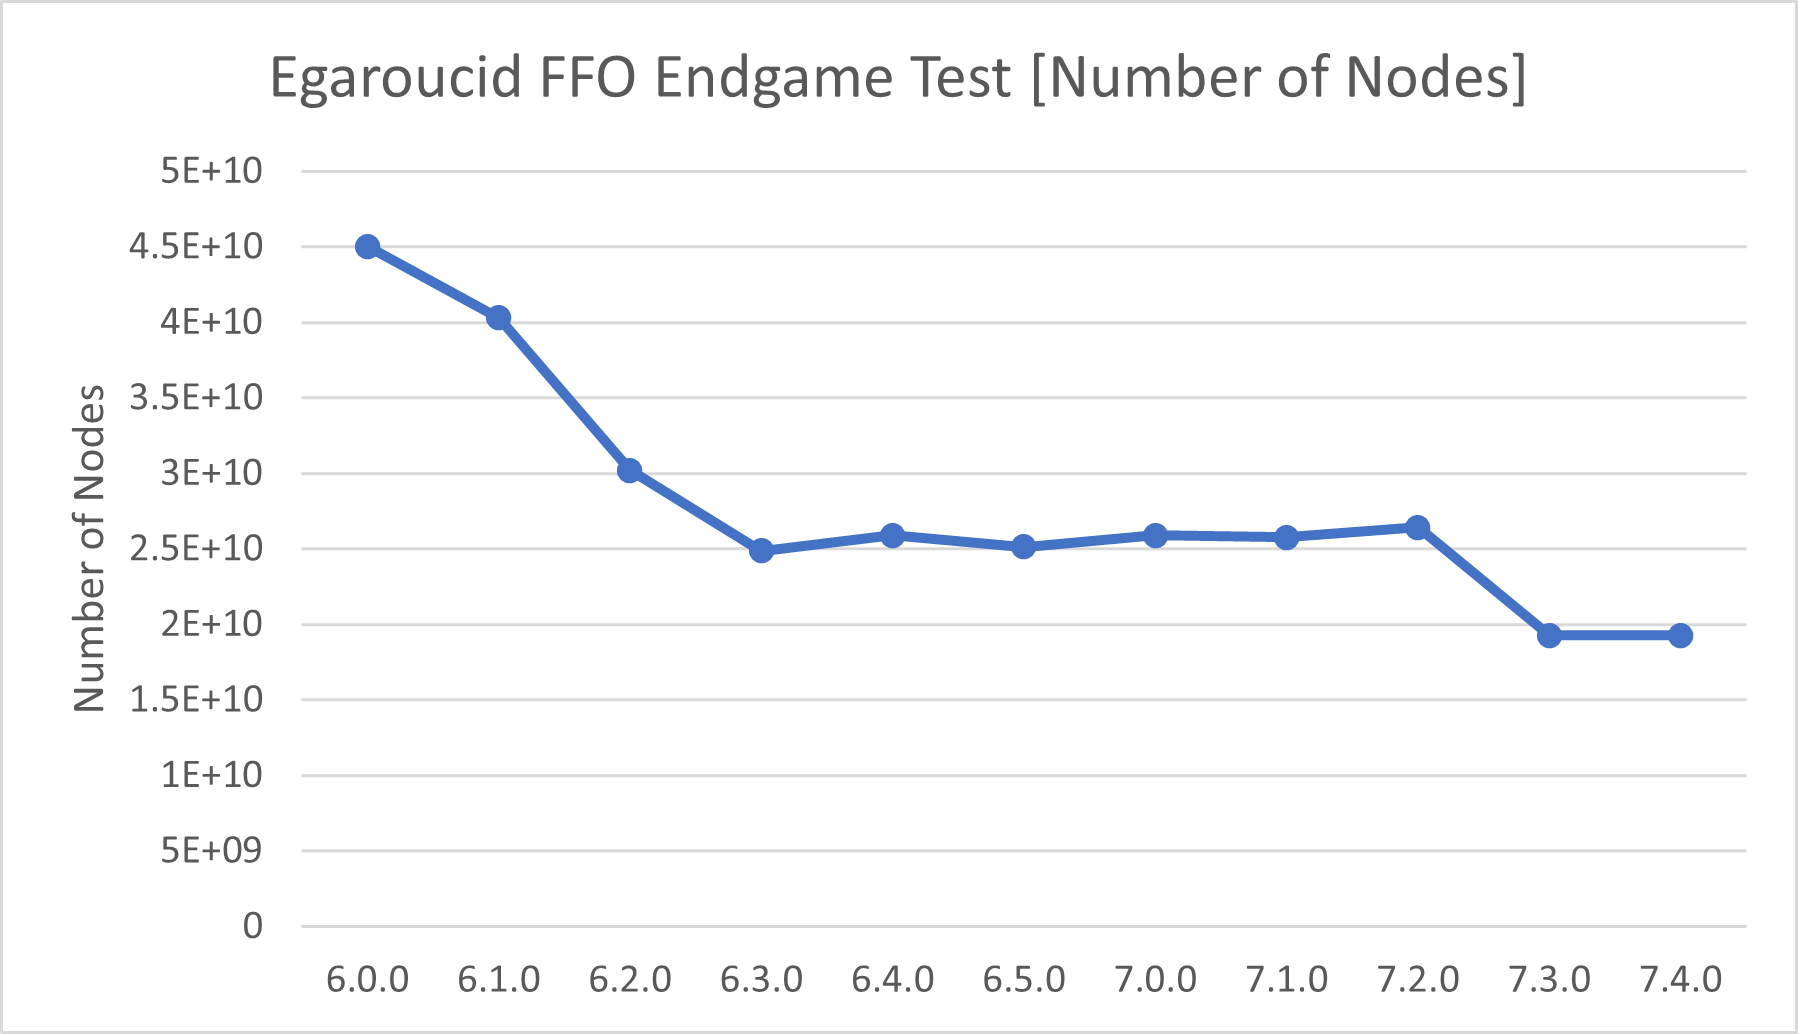 Egaroucid FFO Endgame Test [Number of Nodes]
Number of Nodes
5E+10
4.5E+10
4E+10
3.5E+10
3E+10
2.5E+10
2E+10
1.5E+10
1E+10
5E+09
0
6.0.0 6.1.0 6.2.0 6.3.0 6.4.0 6.5.0 7.0.0 7.1.0 7.2.0 7.3.0 7.4.0